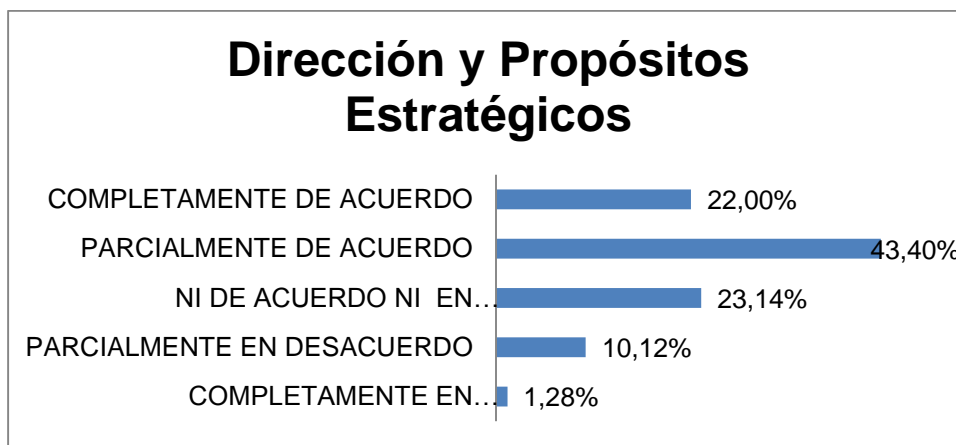 Dirección y Propósitos
Estratégicos
COMPLETAMENTE DE ACUERDO 22,00%
PARCIALMENTE DE ACUERDO 43,40%
NI DE ACUERDO NI  EN… 23,14%
PARCIALMENTE EN DESACUERDO 10,12%
COMPLETAMENTE EN… 1,28%